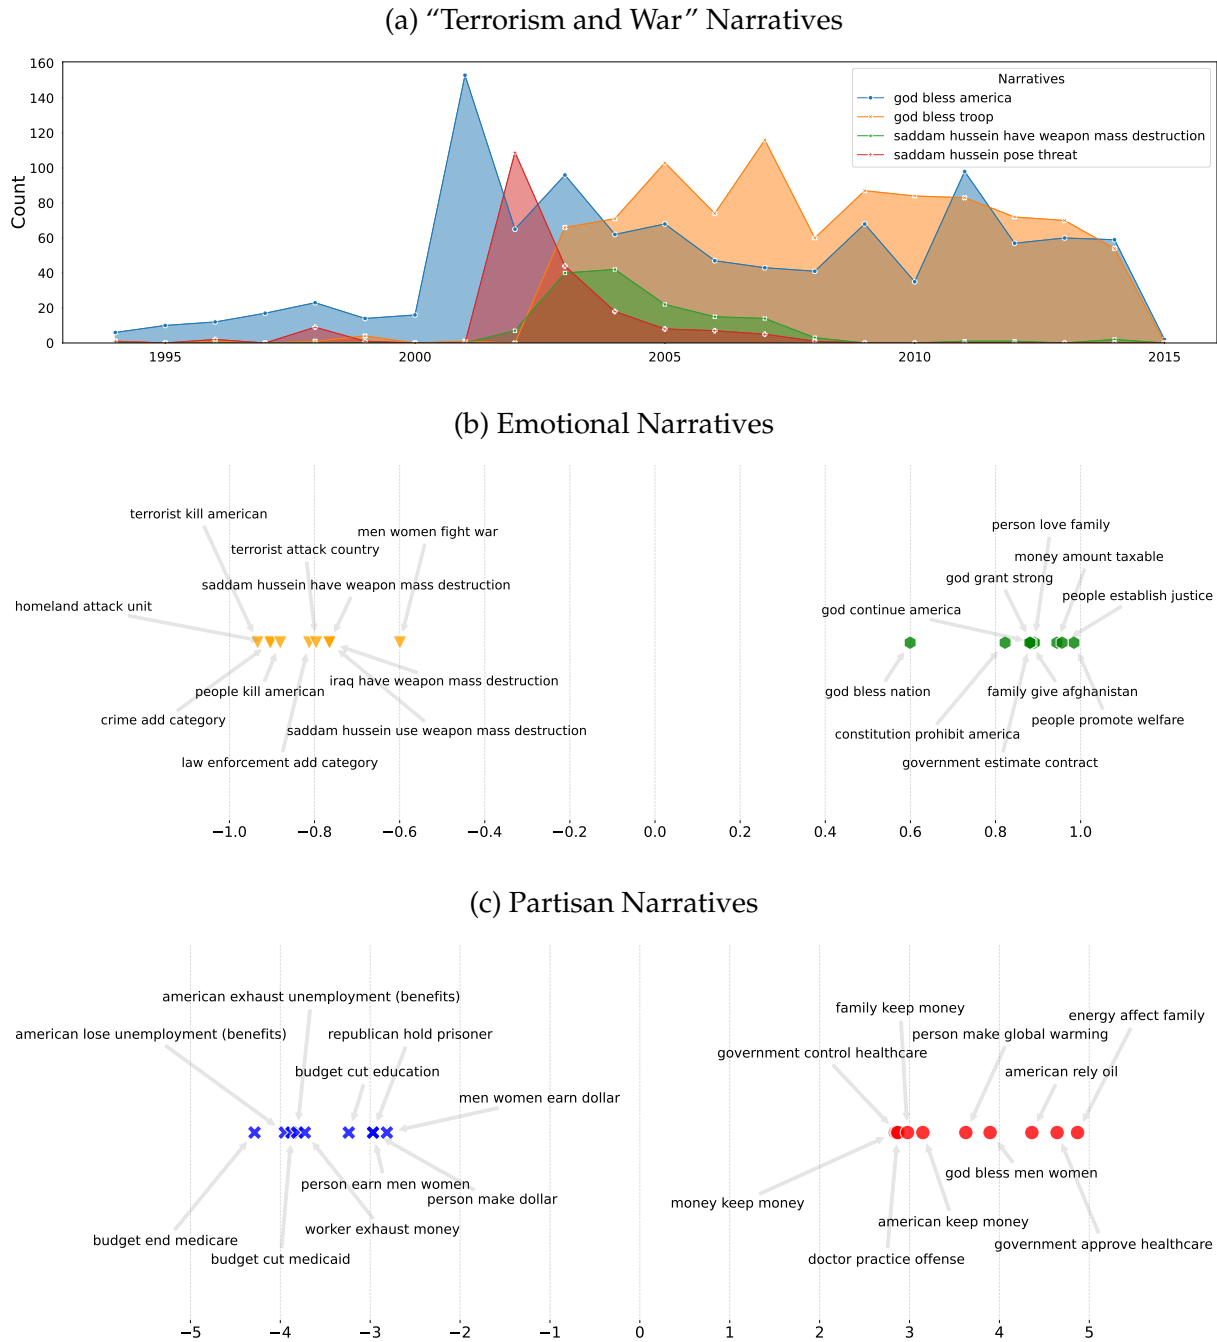 (a) “Terrorism and War” Narratives
160
140
120
100
80
60
40
20
0
Count
Narratives
god bless america
god bless troop
saddam hussein have weapon mass destruction
saddam hussein pose threat
1995 2000 2005 2010 2015
(b) Emotional Narratives
terrorist kill american
men women fight war
terrorist attack country
saddam hussein have weapon mass destruction
homeland attack unit
people kill american
iraq have weapon mass destruction
crime add category
saddam hussein use weapon mass destruction
law enforcement add category
person love family
money amount taxable
god grant strong
people establish justice
god continue america
god bless nation
family give afghanistan
people promote welfare
constitution prohibit america
government estimate contract
−1.0 −0.8 −0.6 −0.4 −0.2 0.0 0.2 0.4 0.6 0.8 1.0
(c) Partisan Narratives
american exhaust unemployment (benefits)
american lose unemployment (benefits)
republican hold prisoner
budget cut education
men women earn dollar
person earn men women
person make dollar
worker exhaust money
budget end medicare
budget cut medicaid
family keep money
energy affect family
person make global warming
government control healthcare
american rely oil
god bless men women
money keep money
american keep money
government approve healthcare
doctor practice offense
−5 −4 −3 −2 −1 0 1 2 3 4 5